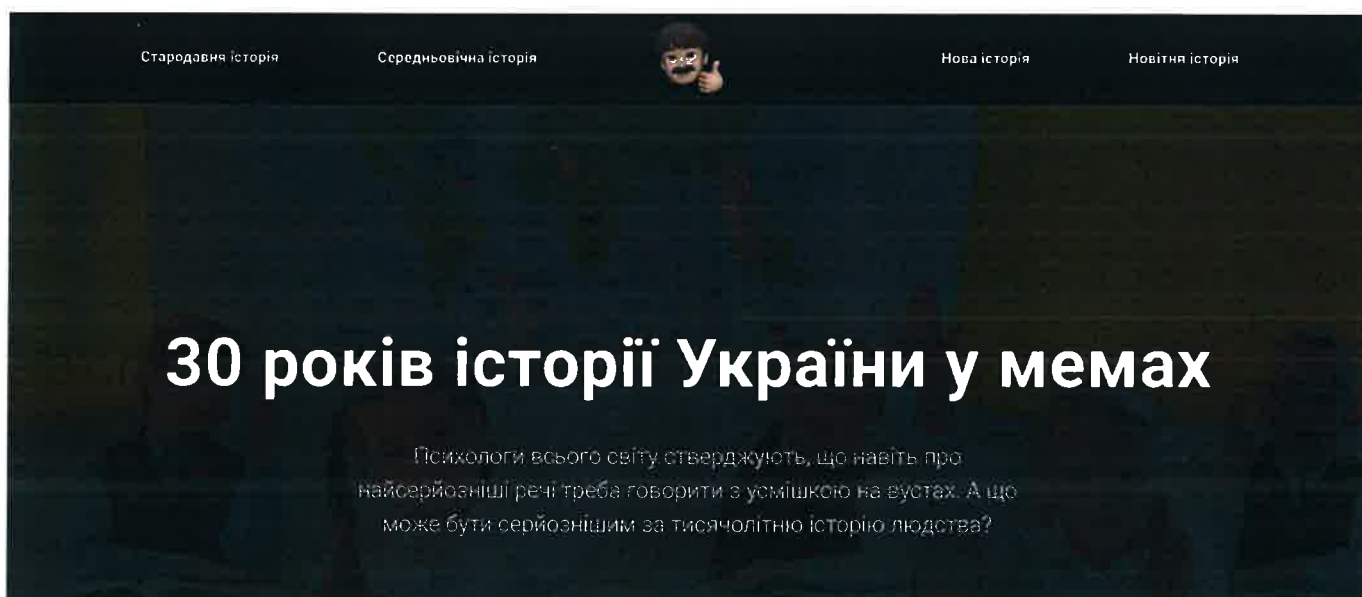 Стародавня історія
Середньовічна історія
Нова історія
Новітня історія
30 років історії України у мемах
Психологи всього світу стверджують, що навіть про
найсерйозніші речі треба говорити з усмішкою на вустах. А що
може бути серйознішим за тисячолітню історію людства?